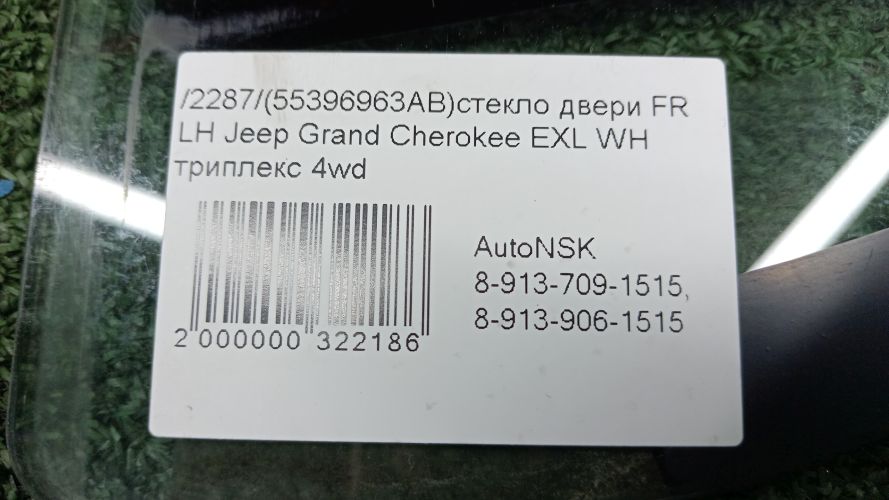 /2287/(55396963AB)стекло двери FR
LH Jeep Grand Cherokee EXL WH
триплекс 4wd
AutoNSK
8-913-709-1515,
8-913-906-1515
2 000000 322186